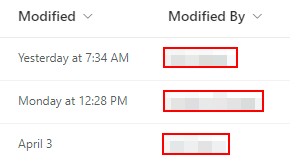 Modified Modified By
Yesterday at 7:34 AM
Monday at 12:28 PM
April 3